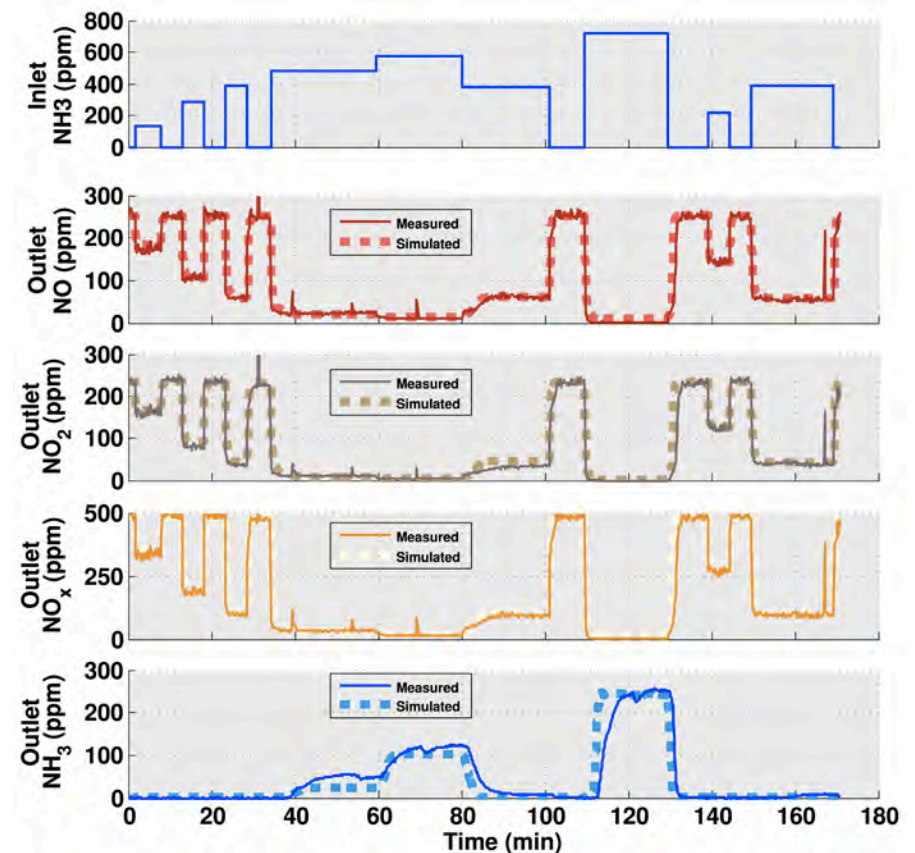 800
600
400
200
0
Inlet
NH3 (ppm)
300
200
100
0
Outlet
NO (ppm)
Measured
Simulated
300
200
100
0
Outlet
NO2 (ppm)
Measured
Simulated
500
250
0
Outlet
NOx (ppm)
Measured
Simulated
300
200
100
0
Outlet
NH3 (ppm)
Measured
Simulated
0 20 40 60 80 100 120 140 160 180
Time (min)